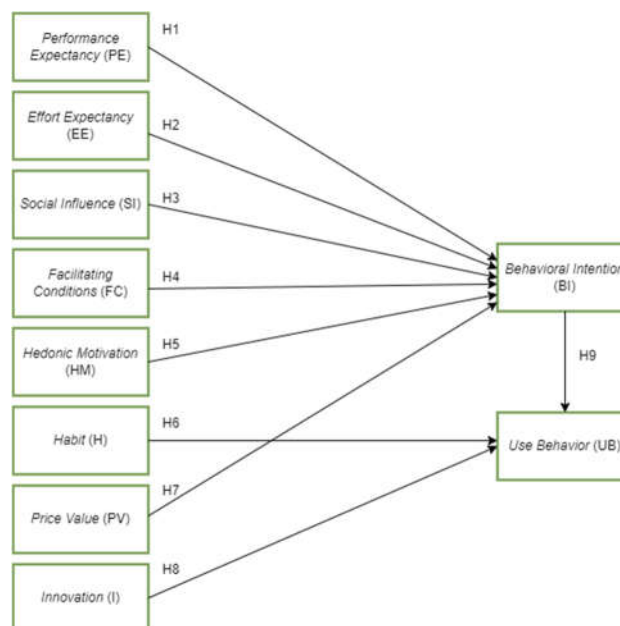 Performance
Expectancy (PE)
H1
Effort Expectancy
(EE)
H2
Social Influence (SI)
H3
Facilitating
Conditions (FC)
H4
Behavioral Intention
(BI)
Hedonic Motivation
(HM)
H5
H9
Habit (H)
H6
Use Behavior (UB)
Price Value (PV)
H7
Innovation (I)
H8